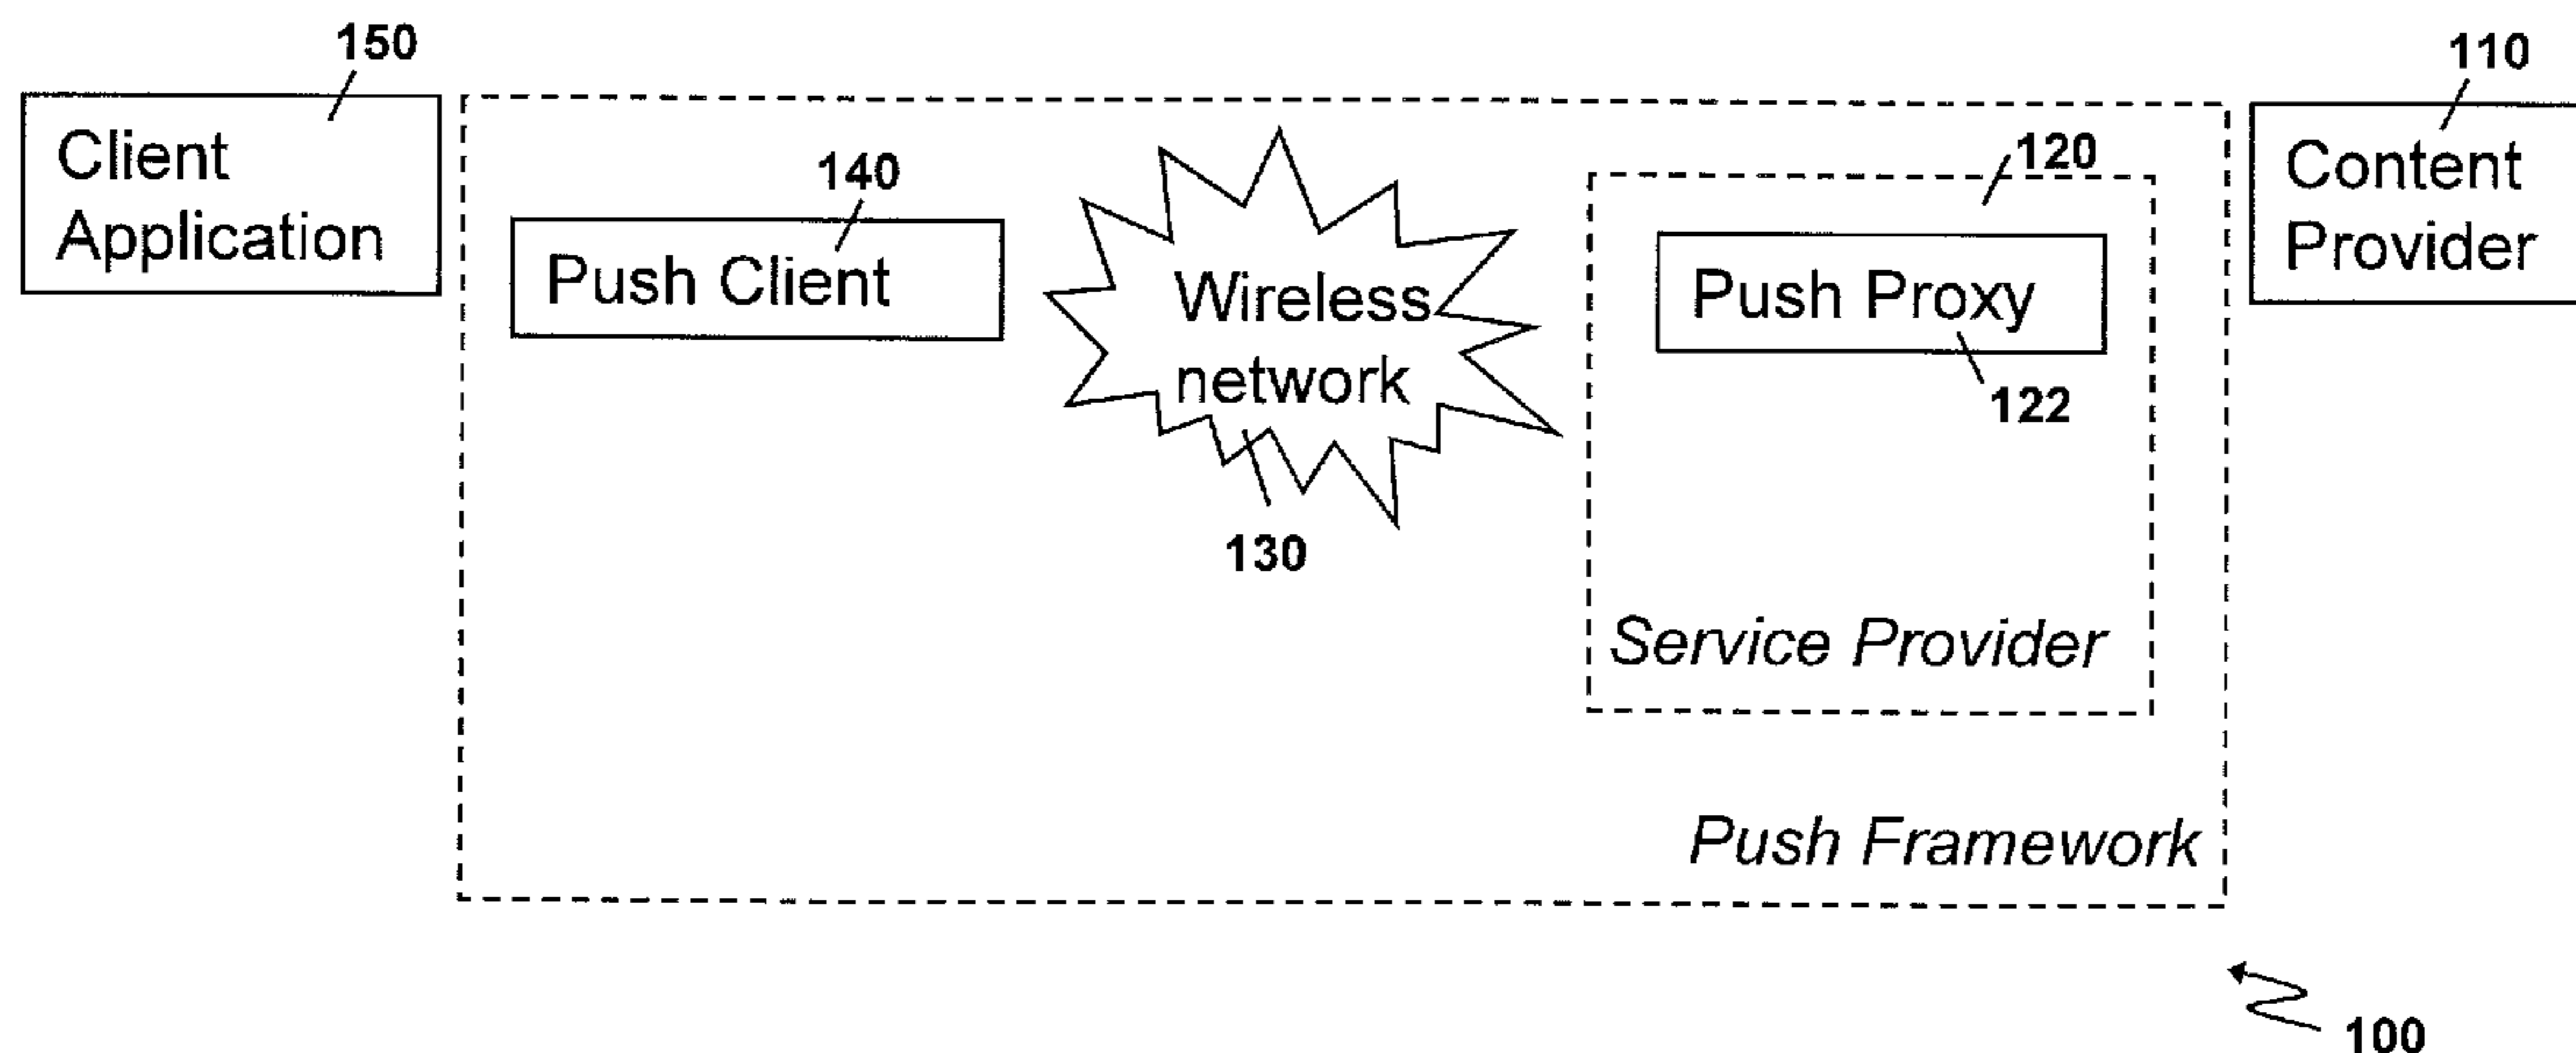 150
110
Client
Application
140
Push Client
Wireless
network
130
120
Push Proxy
122
Service Provider
Push Framework
Content
Provider
100